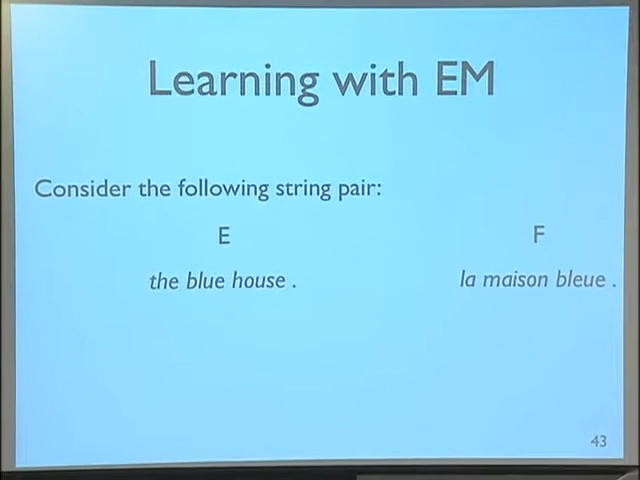 Learning with EM
Consider the following string pair:
E F
the blue house . la maison bleue .
43